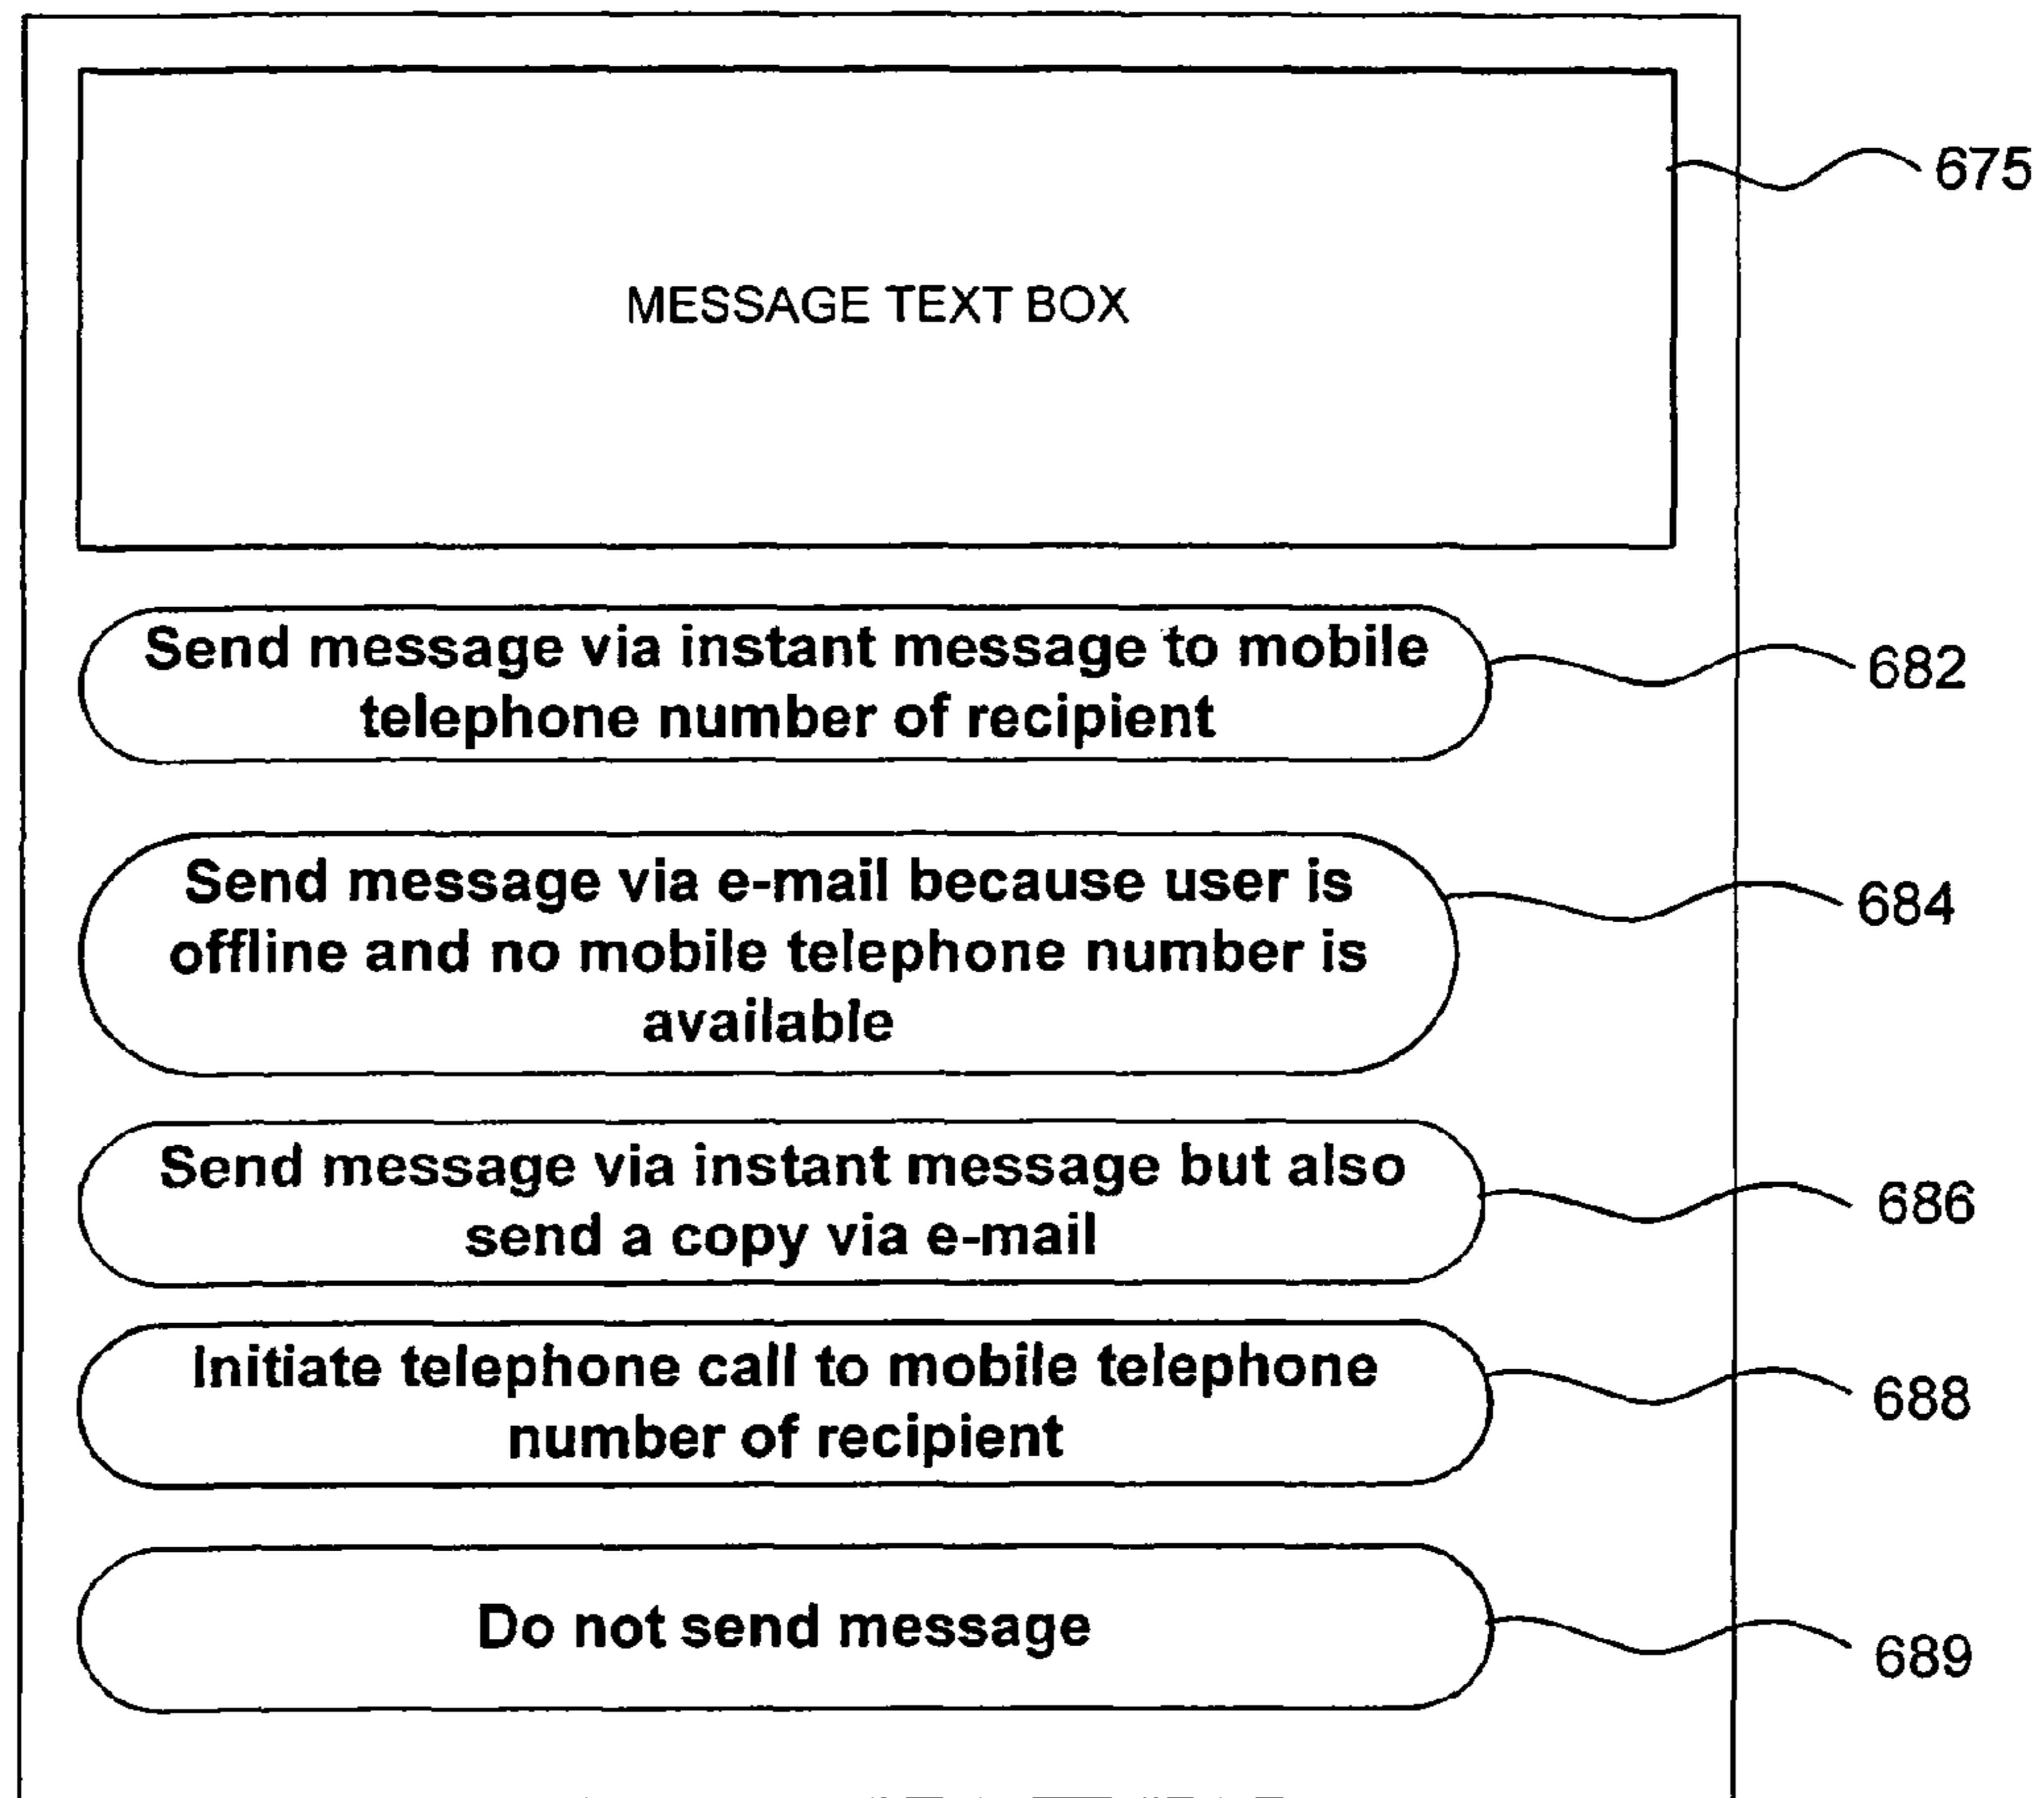 675
MESSAGE TEXT BOX
Send message via instant message to mobile
telephone number of recipient
682
Send message via e-mail because user is
offline and no mobile telephone number is
available
684
Send message via instant message but also
send a copy via e-mail
686
Initiate telephone call to mobile telephone
number of recipient
688
Do not send message
689